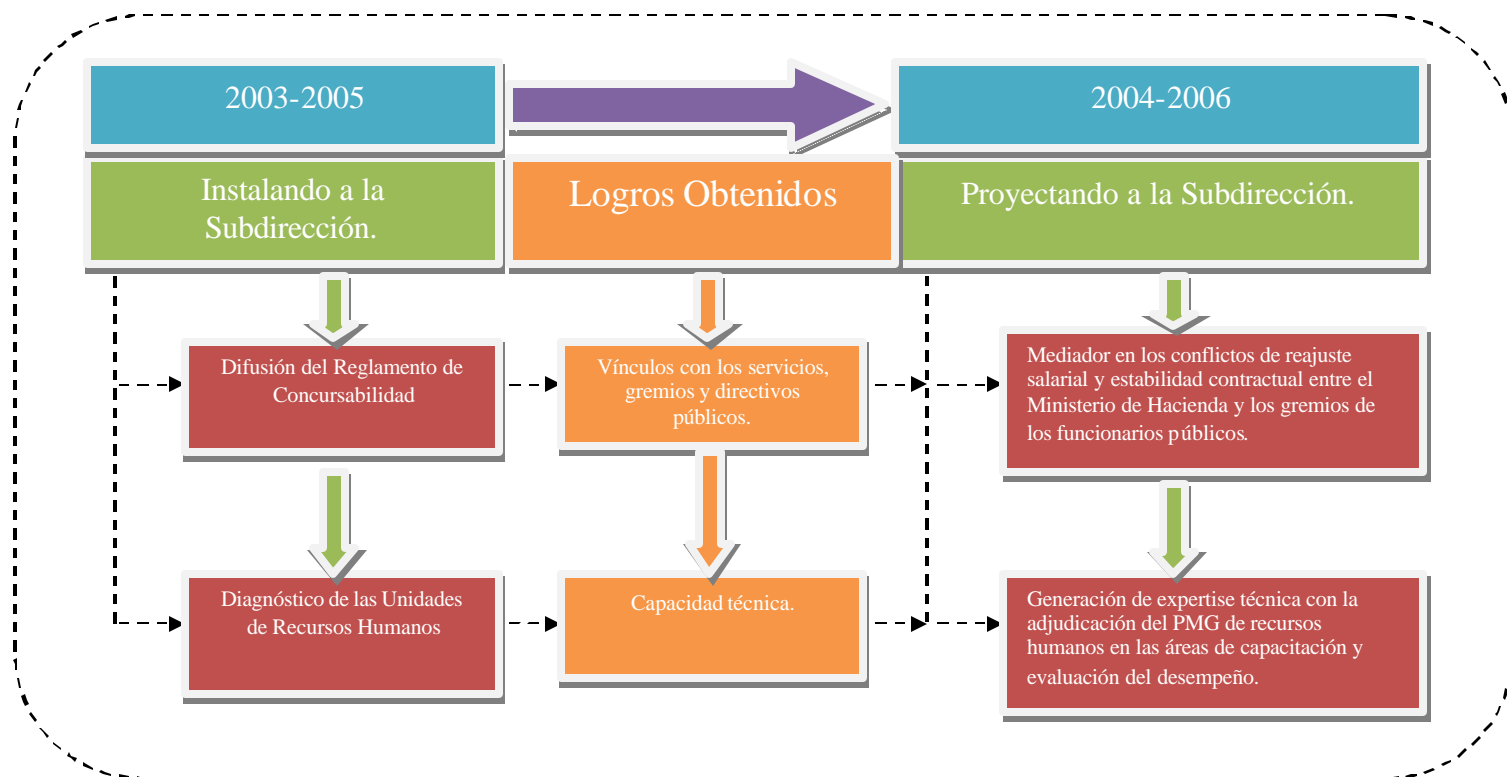 2003-2005
2004-2006
Instalando a la
Subdirección.
Logros Obtenidos
Proyectando a la Subdirección.
Difusión del Reglamento de
Concursabilidad
Vínculos con los servicios,
gremios y directivos
públicos.
Mediador en los conflictos de reajuste
salarial y estabilidad contractual entre el
Ministerio de Hacienda y los gremios de
los funcionarios públicos.
Diagnóstico de las Unidades
de Recursos Humanos
Capacidad técnica.
Generación de expertise técnica con la
adjudicación del PMG de recursos
humanos en las áreas de capacitación y
evaluación del desempeño.